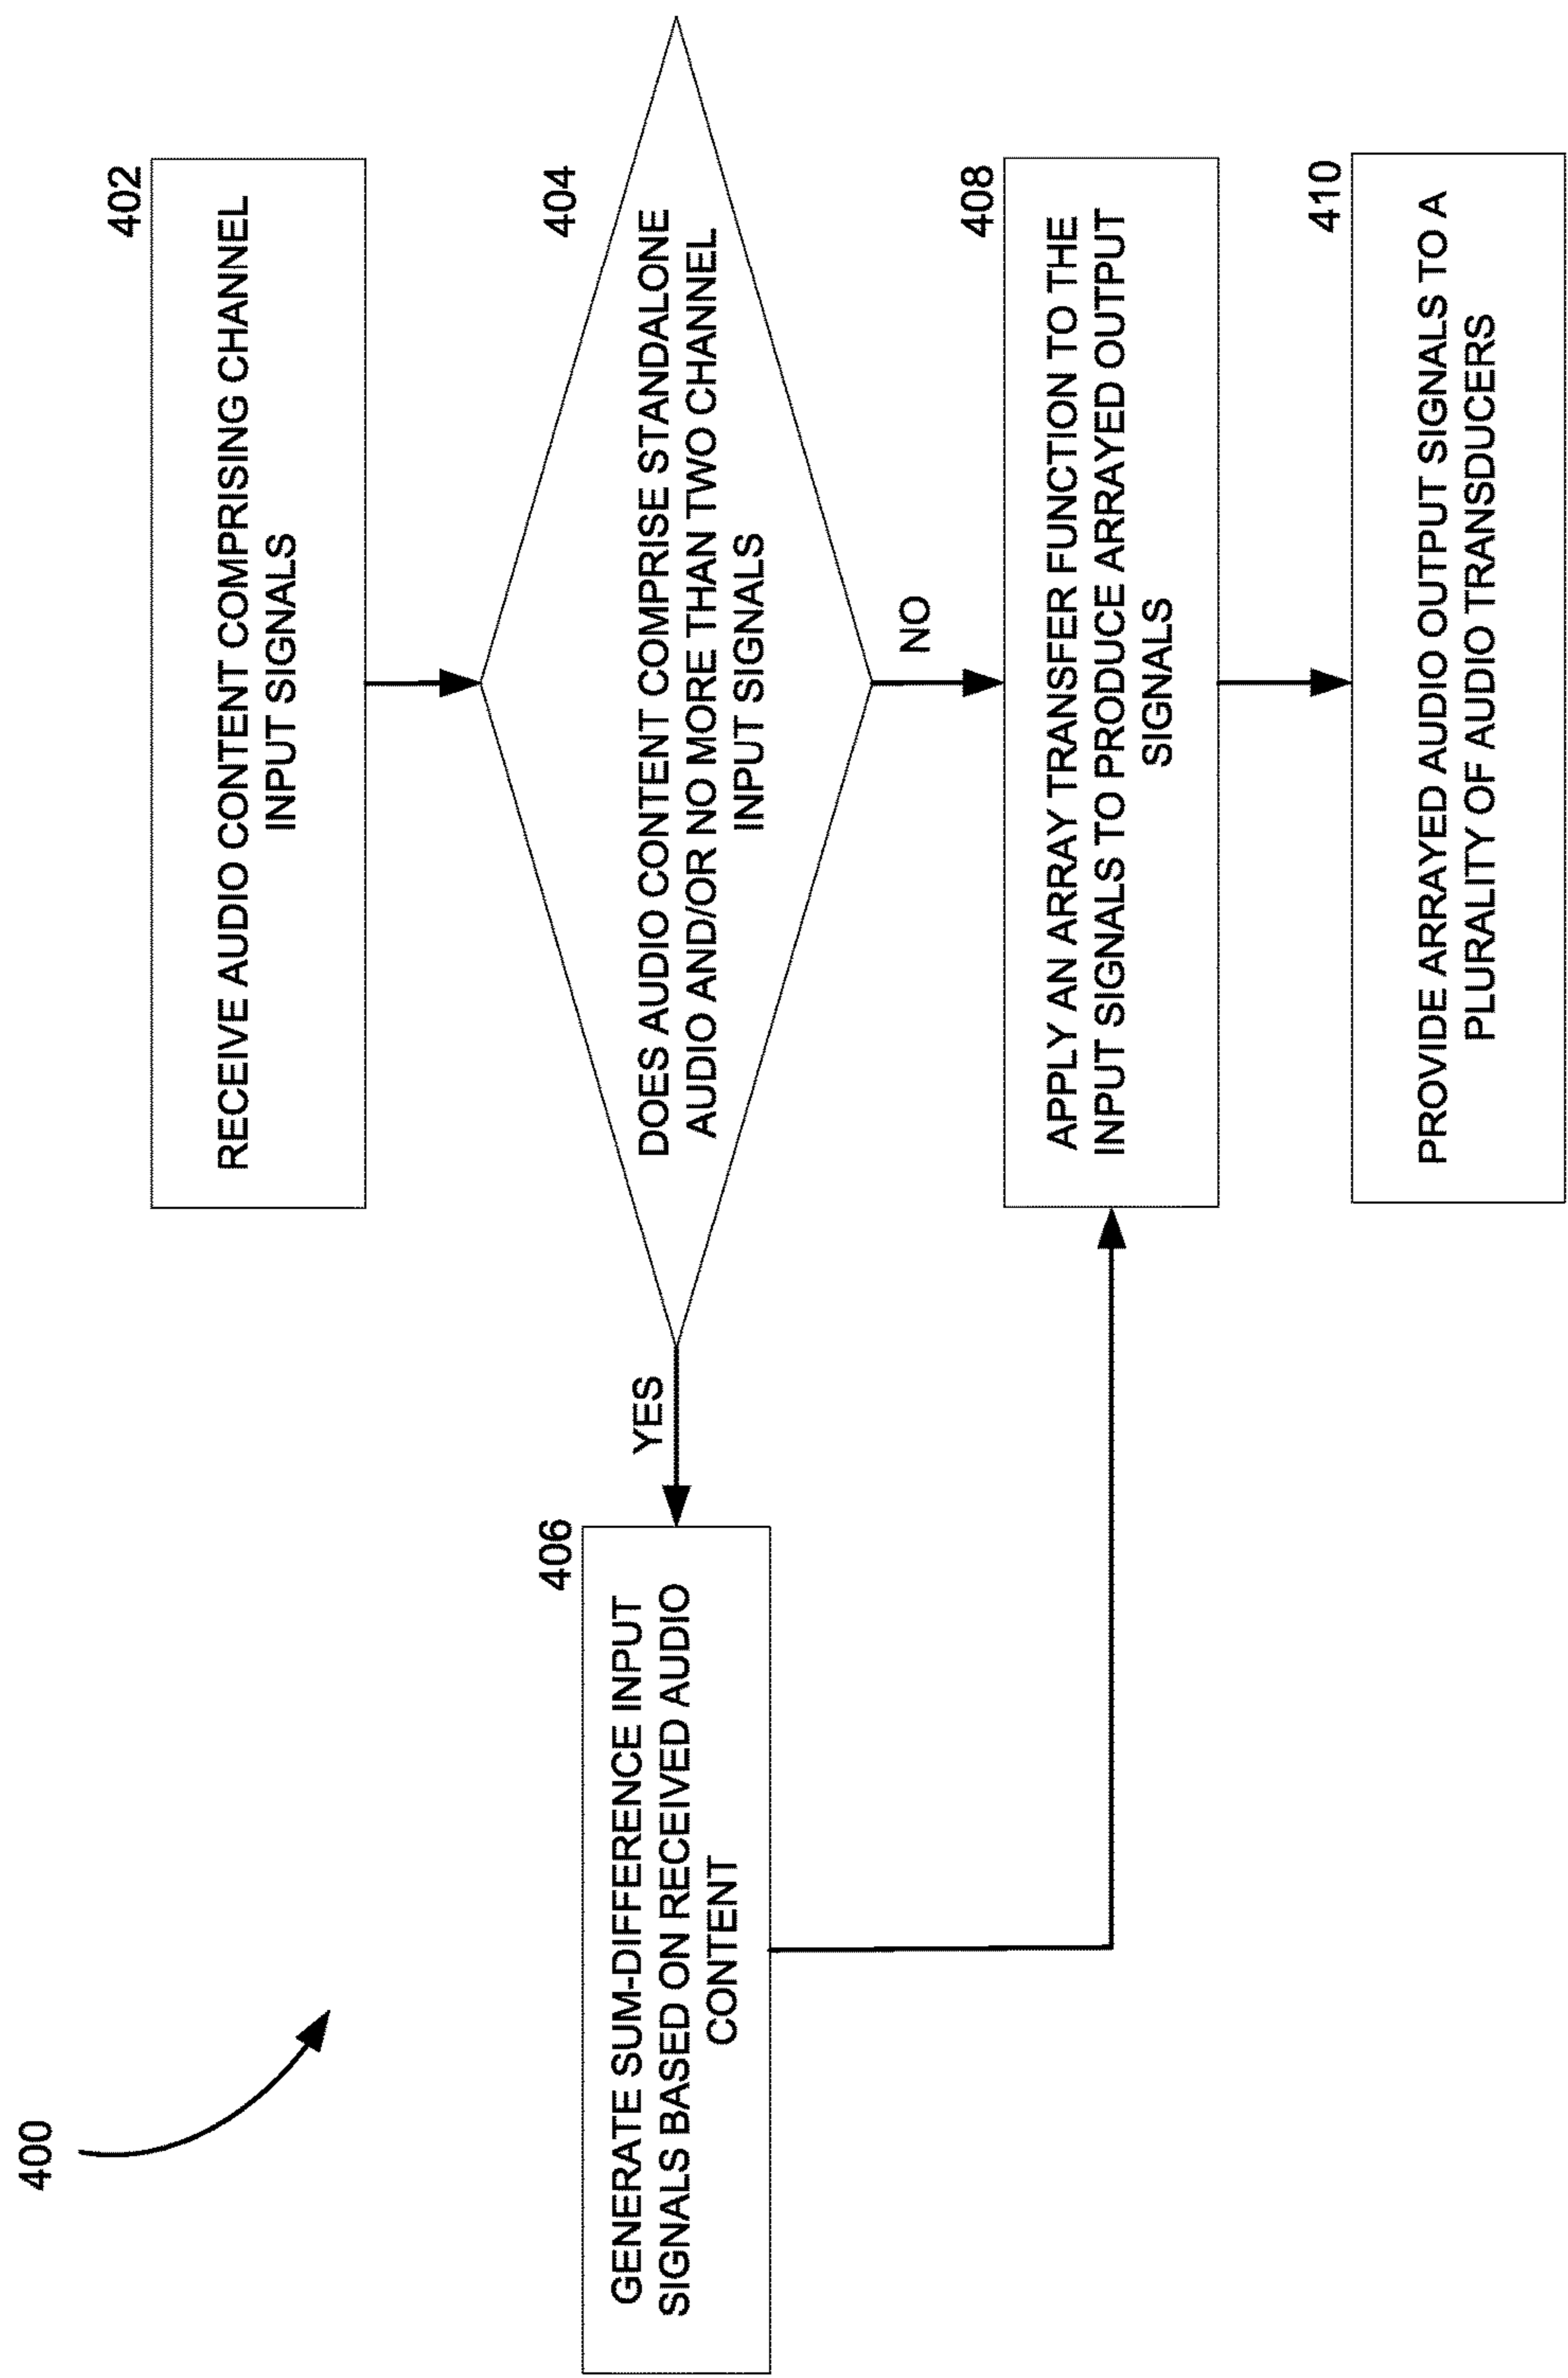 400
402
RECEIVE AUDIO CONTENT COMPRISING CHANNEL
INPUT SIGNALS
404
DOES AUDIO CONTENT COMPRISE STANDALONE
AUDIO AND/OR NO MORE THAN TWO CHANNEL
INPUT SIGNALS
YES
406
GENERATE SUM-DIFFERENCE INPUT
SIGNALS BASED ON RECEIVED AUDIO
CONTENT
NO
408
APPLY AN ARRAY TRANSFER FUNCTION TO THE
INPUT SIGNALS TO PRODUCE ARRAYED OUTPUT
SIGNALS
410
PROVIDE ARRAYED AUDIO OUTPUT SIGNALS TO A
PLURALITY OF AUDIO TRANSDUCERS